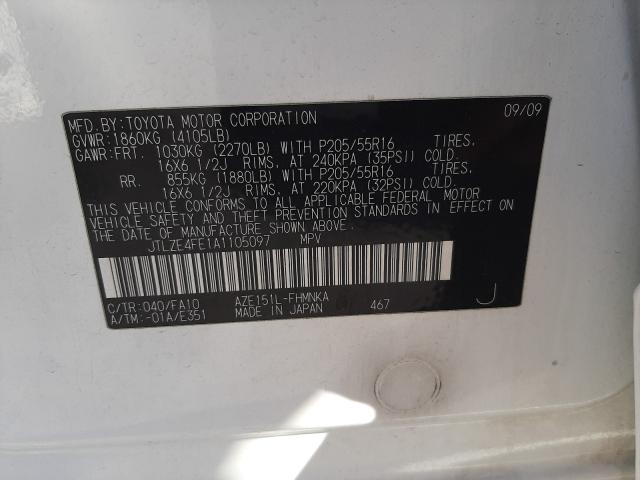 MFD.BY:TOYOTA MOTOR CORPORATION 09/09
GVWR:1860KG (4105LB)
GAWR:FRT. 1030KG (2270LB) WITH P205/55R16 TIRES.
16X6 1/2J RIMS. AT 240KPA (35PSI) COLD.
RR. 855KG (1880LB) WITH P205/55R16 TIRES.
16X6 1/2J RIMS. AT 220KPA (32PSI) COLD.
THIS VEHICLE CONFORMS TO ALL APPLICABLE FEDERAL MOTOR
VEHICLE SAFETY AND THEFT PREVENTION STANDARDS IN EFFECT ON
THE DATE OF MANUFACTURE SHOWN ABOVE.
JTLZE4FE1A1105097 MPV
C/TR:040/FA10 AZE151L-FHMNKA
A/TM:-01A/E351 MADE IN JAPAN 467 J